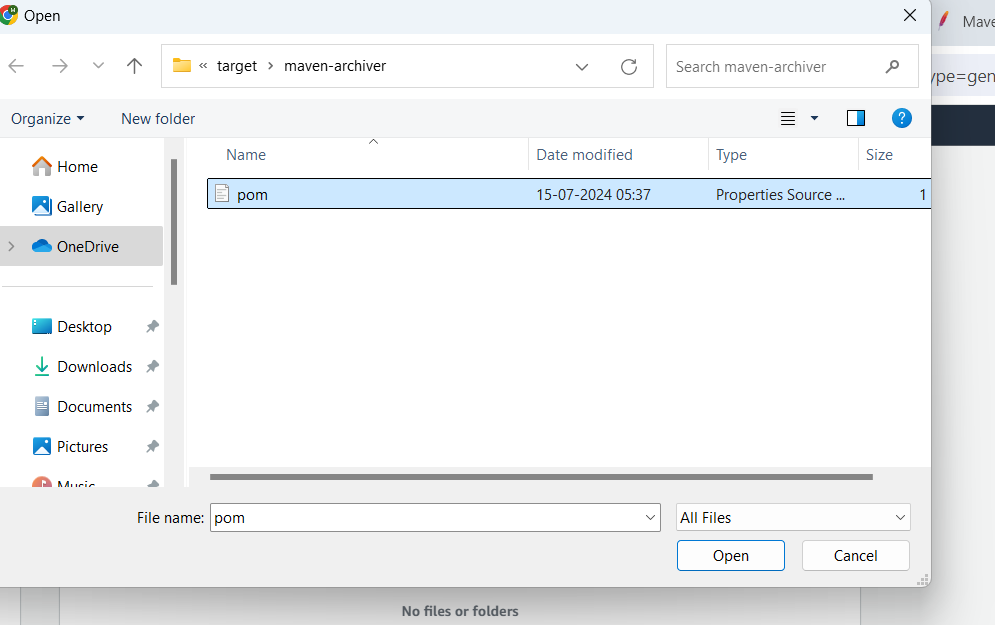 Open
Mave
« target › maven-archiver
Search maven-archiver
ype=gen
Organize
New folder
Name
Date modified
Type
Size
Home
Gallery
OneDrive
Desktop
Downloads
Documents
Pictures
Music
pom
15-07-2024 05:37
Properties Source ...
1
File name:
pom
All Files
Open
Cancel
No files or folders